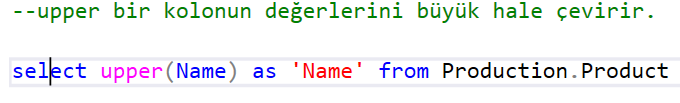 --upper bir kolonun değerlerini büyük hale çevirir.
select upper(Name) as 'Name' from Production.Product